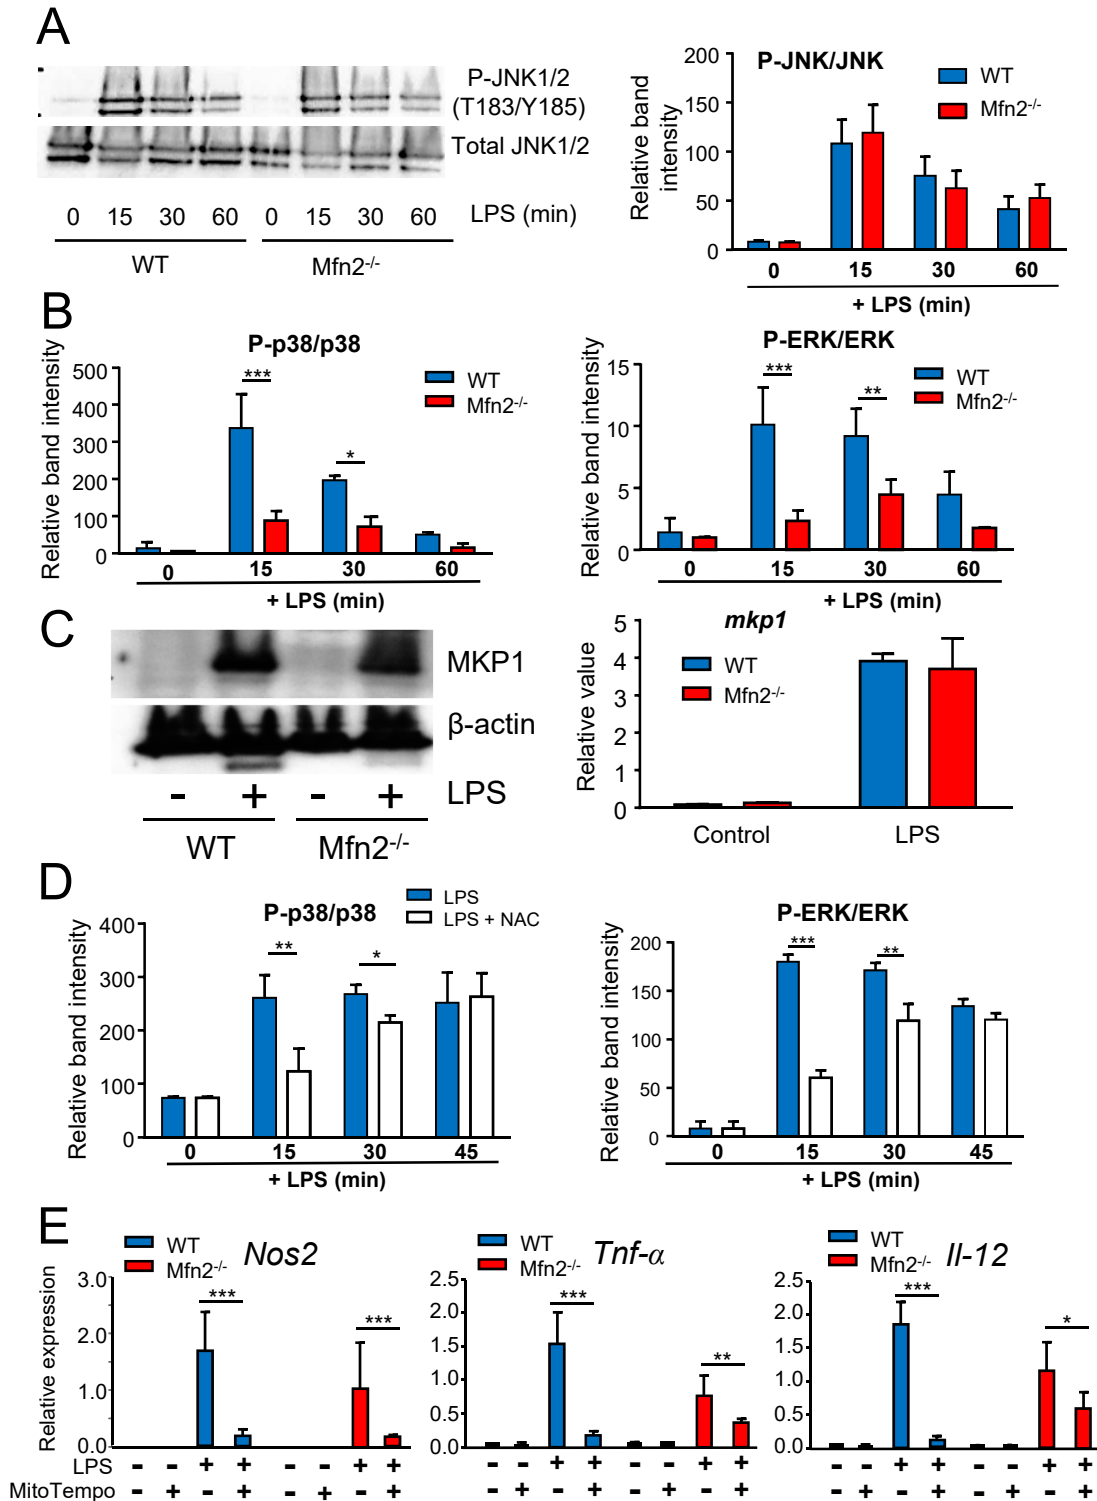 A
P-JNK1/2
(T183/Y185)
Total JNK1/2
0 15 30 60 0 15 30 60 LPS (min)
WT Mfn2-/-
P-JNK/JNK
WT
Mfn2-/-
Relative band
intensity
200
150
100
50
0
0 15 30 60
+ LPS (min)
B
P-p38/p38
WT
Mfn2-/-
Relative band intensity
500
400
300
200
100
0
***
*
0 15 30 60
+ LPS (min)
P-ERK/ERK
WT
Mfn2-/-
Relative band intensity
15
10
5
0
***
**
0 15 30 60
+ LPS (min)
C
MKP1
β-actin
- + - + LPS
WT Mfn2-/-
mkp1
WT
Mfn2-/-
Relative value
5
4
3
2
1
0
Control LPS
D
P-p38/p38
LPS
LPS + NAC
Relative band intensity
400
300
200
100
0
**
*
0 15 30 45
+ LPS (min)
P-ERK/ERK
Relative band intensity
200
150
100
50
0
***
**
0 15 30 45
+ LPS (min)
E
WT
Mfn2-/-
Nos2
Relative expression
3.0
2.0
1.0
0.0
***
***
LPS - - + + - - + +
MitoTempo - + - + - + - +
WT
Mfn2-/-
Tnf-α
2.5
2.0
1.5
1.0
0.5
0.0
***
**
- - + + - - + +
- + - + - + - +
WT
Mfn2-/-
Il-12
2.5
2.0
1.5
1.0
0.5
0.0
***
*
- - + + - - + +
- + - + - + - +